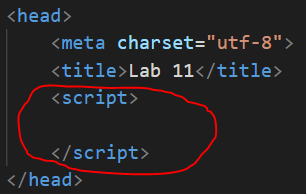 <head>
<meta charset="utf-8">
<title>Lab 11</title>
<script>
</script>
</head>